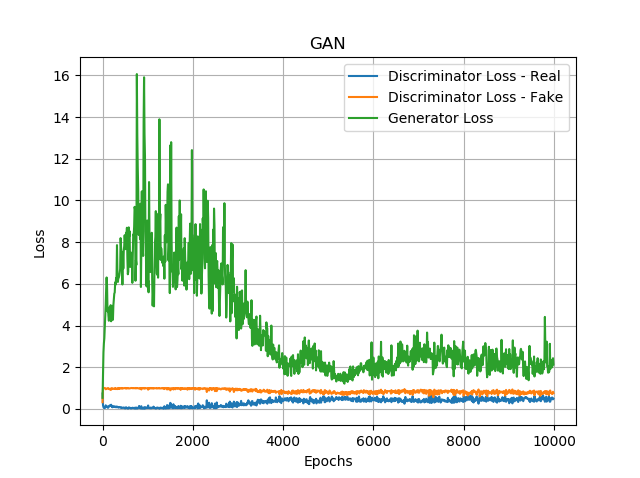 GAN
Discriminator Loss - Real
Discriminator Loss - Fake
Generator Loss
Loss
16
14
12
10
8
6
4
2
0
0 2000 4000 6000 8000 10000
Epochs